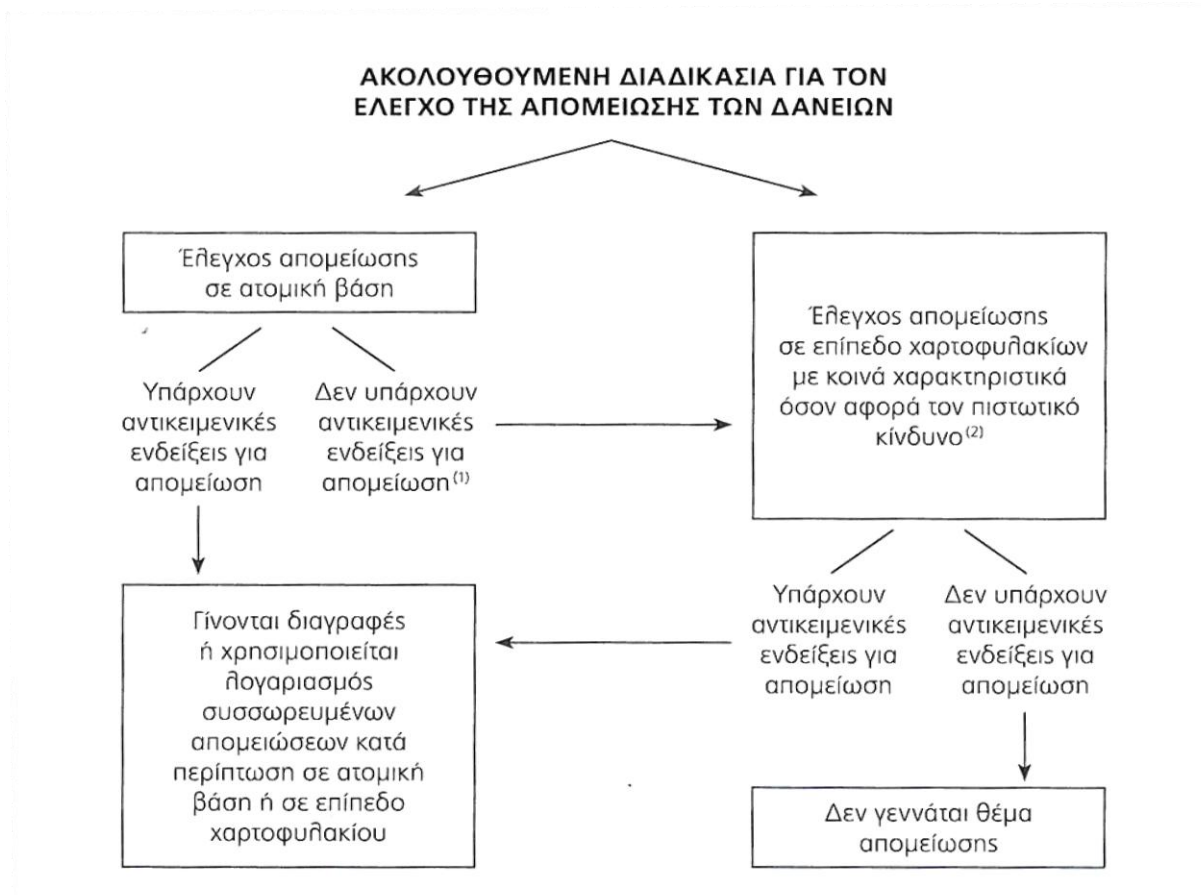 ΑΚΟΛΟΥΘΟΥΜΕΝΗ ΔΙΑΔΙΚΑΣΙΑ ΓΙΑ ΤΟΝ
ΕΛΕΓΧΟ ΤΗΣ ΑΠΟΜΕΙΩΣΗΣ ΤΩΝ ΔΑΝΕΙΩΝ
Έλεγχος απομείωσης
σε ατομική βάση
Υπάρχουν
αντικειμενικές
ενδείξεις για
απομείωση
Δεν υπάρχουν
αντικειμενικές
ενδείξεις για
απομείωση(1)
Έλεγχος απομείωσης
σε επίπεδο χαρτοφυλακίων
με κοινά χαρακτηριστικά
όσον αφορά τον πιστωτικό
κίνδυνο(2)
Γίνονται διαγραφές
ή χρησιμοποιείται
λογαριασμός
συσσωρευμένων
απομειώσεων κατά
περίπτωση σε ατομική
βάση ή σε επίπεδο
χαρτοφυλακίου
Υπάρχουν
αντικειμενικές
ενδείξεις για
απομείωση
Δεν υπάρχουν
αντικειμενικές
ενδείξεις για
απομείωση
Δεν γεννάται θέμα
απομείωσης